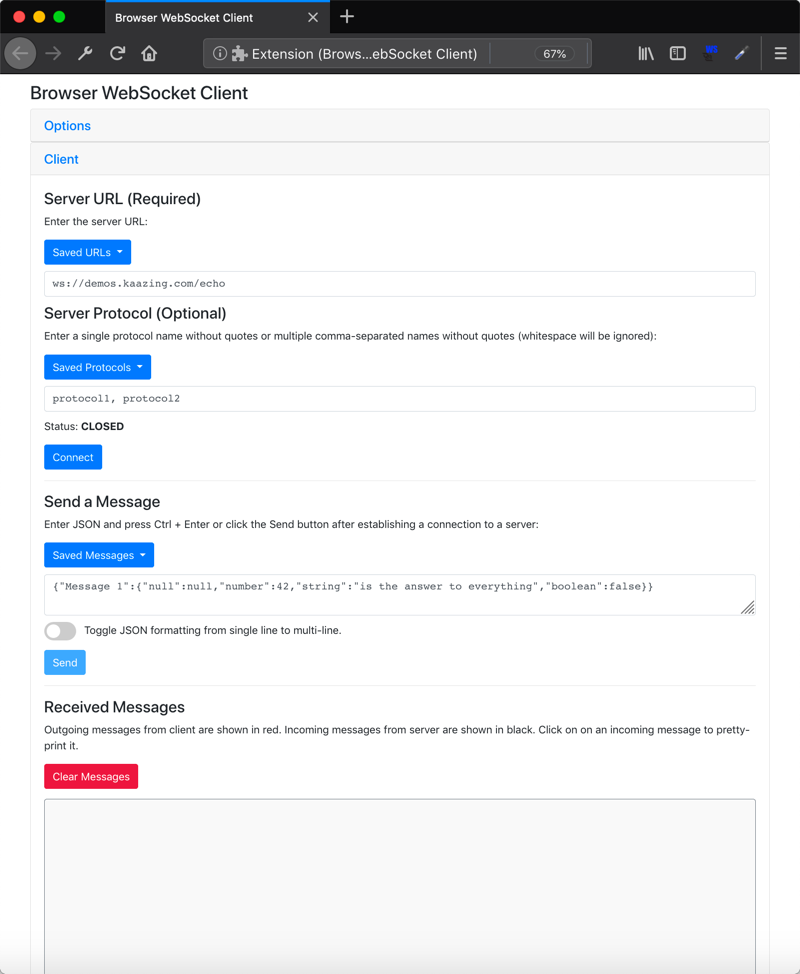 Browser WebSocket Client
Extension (Brows...ebSocket Client)
67%
Browser WebSocket Client
Options
Client
Server URL (Required)
Enter the server URL:
Saved URLs
ws://demos.kaazing.com/echo
Server Protocol (Optional)
Enter a single protocol name without quotes or multiple comma-separated names without quotes (whitespace will be ignored):
Saved Protocols
protocol1, protocol2
Status: CLOSED
Connect
Send a Message
Enter JSON and press Ctrl + Enter or click the Send button after establishing a connection to a server:
Saved Messages
{"Message 1":{"null":null,"number":42,"string":"is the answer to everything","boolean":false}}
Toggle JSON formatting from single line to multi-line.
Send
Received Messages
Outgoing messages from client are shown in red. Incoming messages from server are shown in black. Click on on an incoming message to pretty-
print it.
Clear Messages